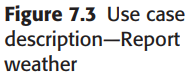 Figure 7.3 Use case
description—Report
weather